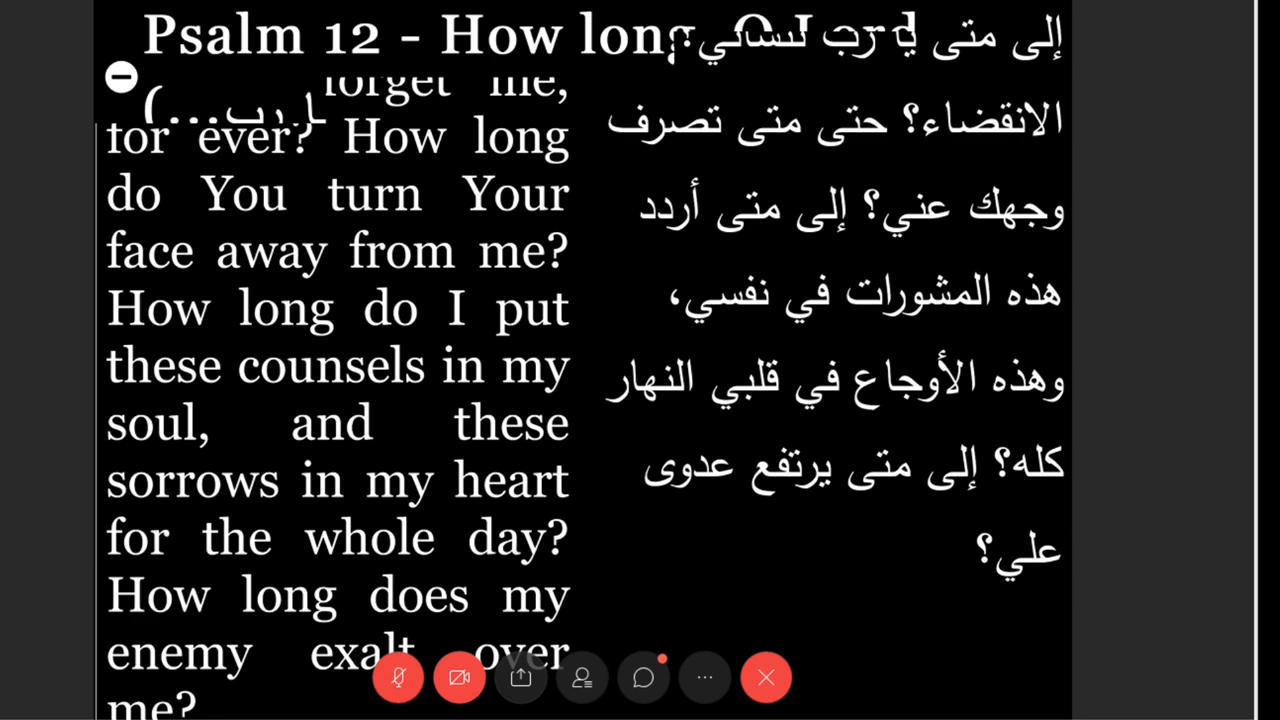 Psalm 12 - How long, O Lord
يا رب...)
forget me,
for ever? How long
do You turn Your
face away from me?
How long do I put
these counsels in my
soul, and these
sorrows in my heart
for the whole day?
How long does my
enemy exalt over
me?
إلى متى يا رب تنساني؟
الانقضاء؟ حتى متى تصرف
وجهك عني؟ إلى متى أردد
هذه المشورات في نفسي،
وهذه الأوجاع في قلبي النهار
كله؟ إلى متى يرتفع عدوى
علي؟